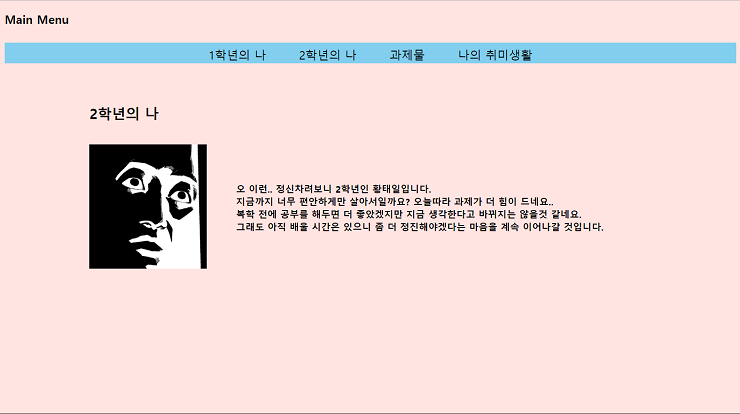 Main Menu
1학년의 나 2학년의 나 과제물 나의 취미생활
2학년의 나
오 이런.. 정신차려보니 2학년인 황태일입니다.
지금까지 너무 편안하게만 살아서일까요? 오늘따라 과제가 더 힘이 드네요..
복학 전에 공부를 해두면 더 좋았겠지만 지금 생각한다고 바뀌지는 않을것 같네요.
그래도 아직 배울 시간은 있으니 좀 더 정진해야겠다는 마음을 계속 이어나갈 것입니다.